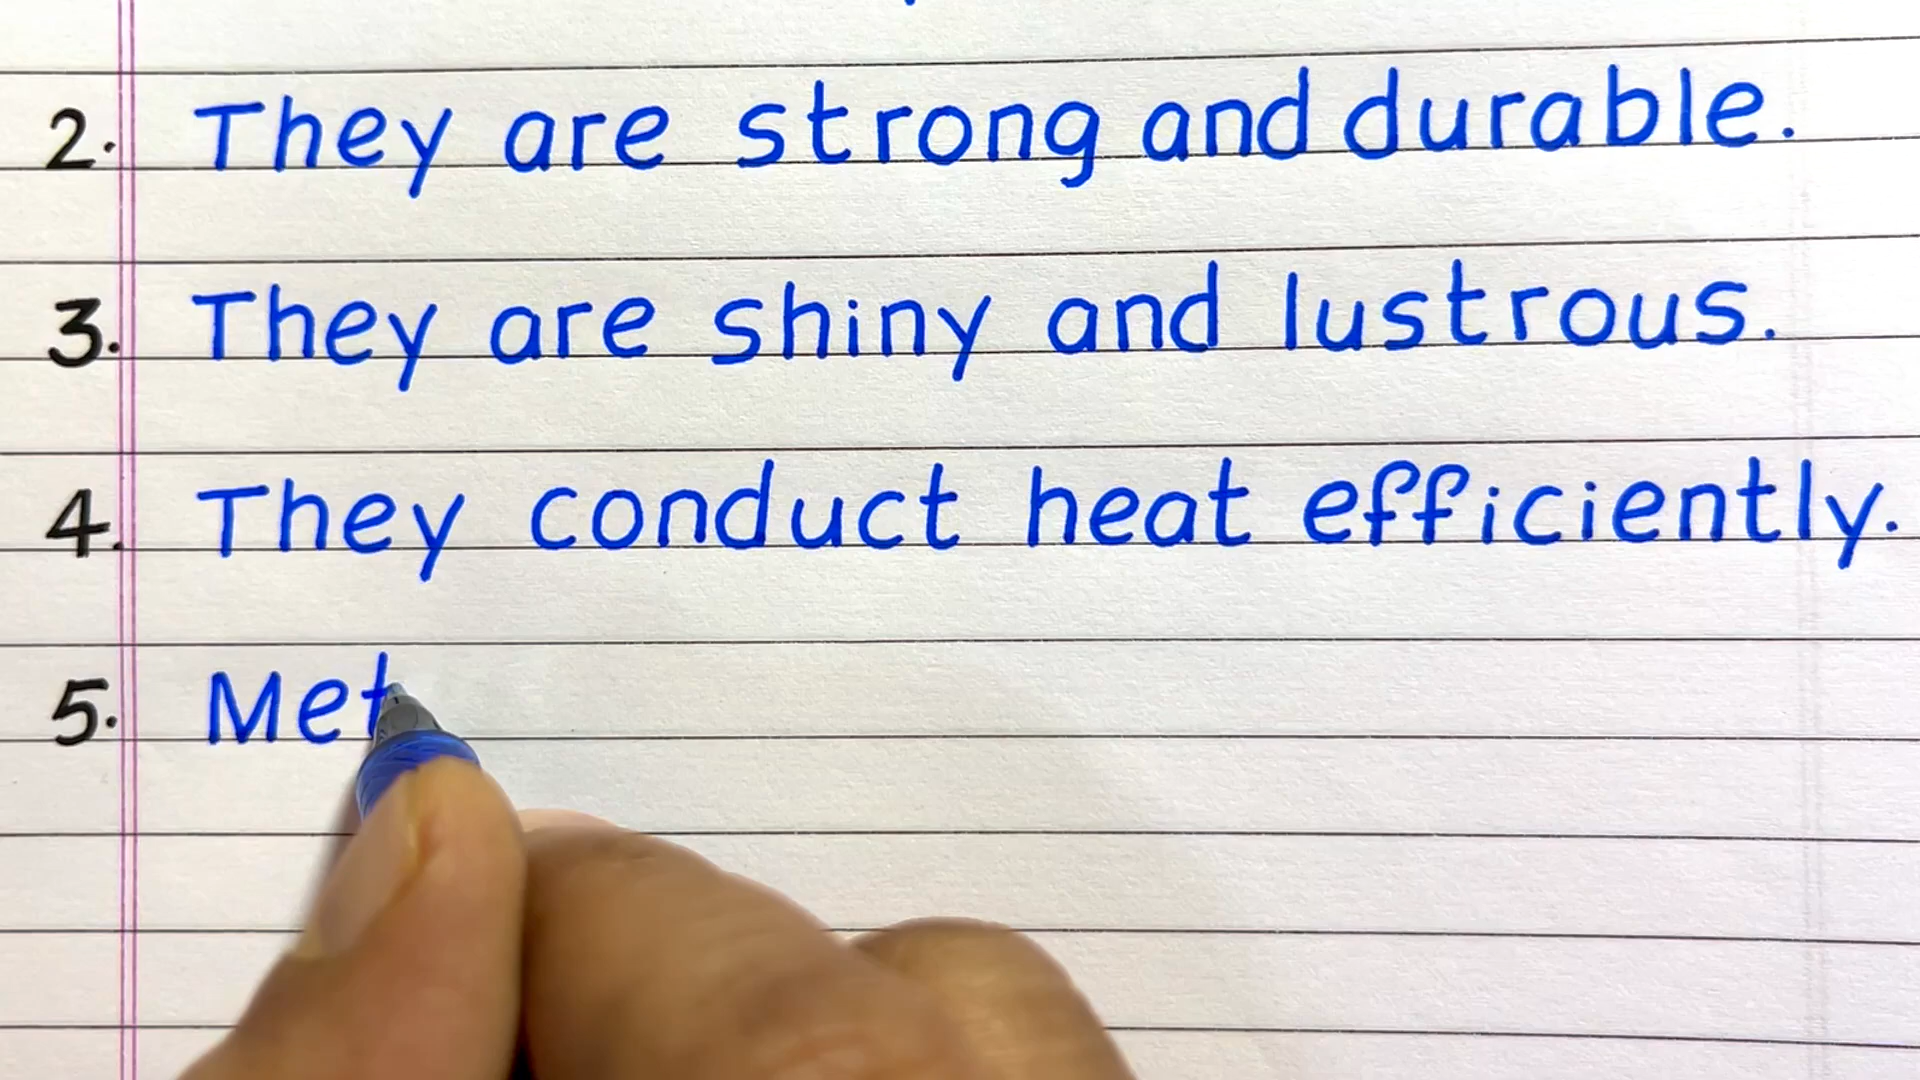 2. They are strong and durable.
3. They are shiny and lustrous.
4. They conduct heat efficiently.
5. Met